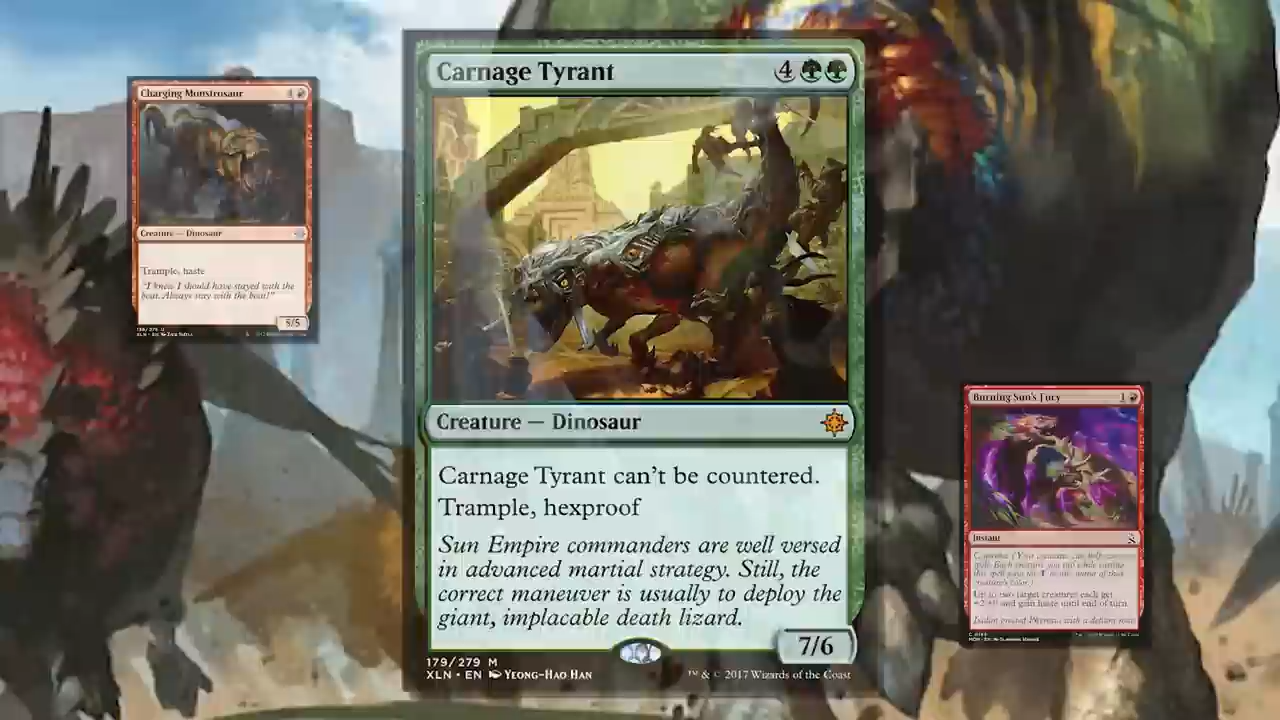 Charging Monstrosaur 4
Creature — Dinosaur
Trample, haste
"I knew I should have stayed with the
boat. Always stay with the boat!"
5/5
Carnage Tyrant 4
Creature — Dinosaur
Carnage Tyrant can't be countered.
Trample, hexproof
Sun Empire commanders are well versed
in advanced martial strategy. Still, the
correct maneuver is usually to deploy the
giant, implacable death lizard.
7/6
179/279 M
XLN • EN Yeong-Hao Han
™ & © 2017 Wizards of the Coast
Burning Sun's Fury 1
Instant
Up to two target creatures each get
+2/+0 and gain haste until end of turn.